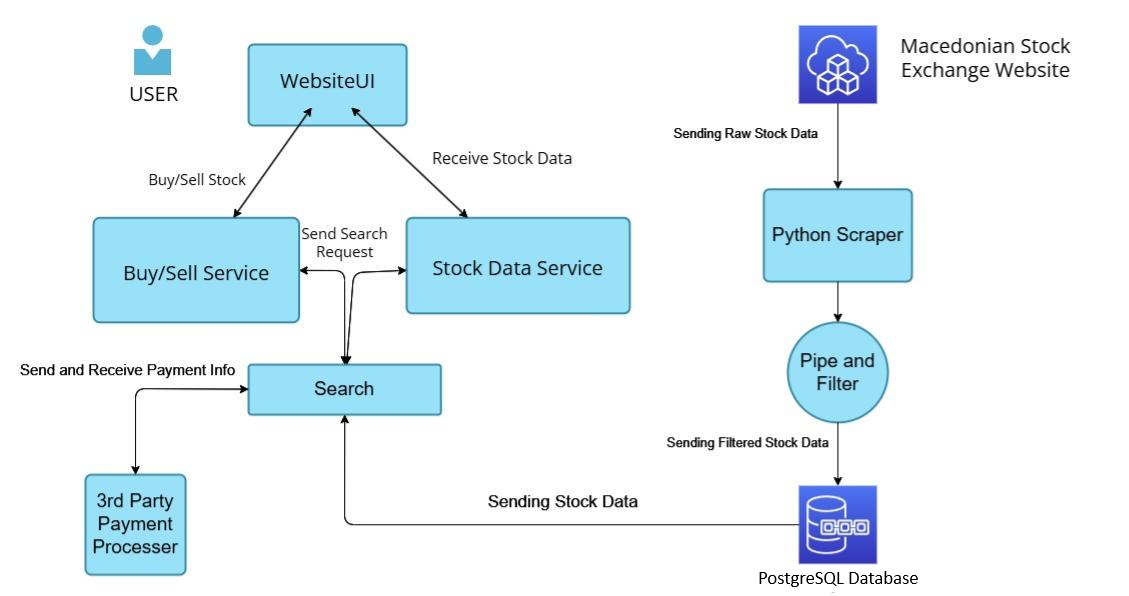 USER
WebsiteUI
Macedonian Stock
Exchange Website
Sending Raw Stock Data
Buy/Sell Stock
Receive Stock Data
Buy/Sell Service
Send Search
Request
Stock Data Service
Python Scraper
Pipe and
Filter
Send and Receive Payment Info
Search
Sending Filtered Stock Data
3rd Party
Payment
Processer
Sending Stock Data
PostgreSQL Database